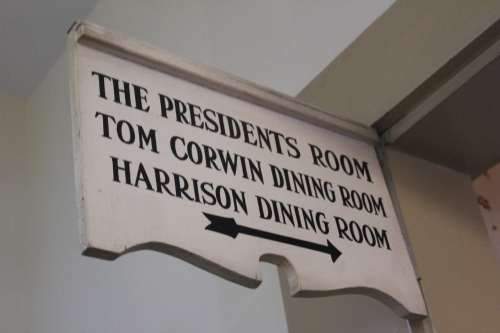 THE PRESIDENTS ROOM
TOM CORWIN DINING ROOM
HARRISON DINING ROOM